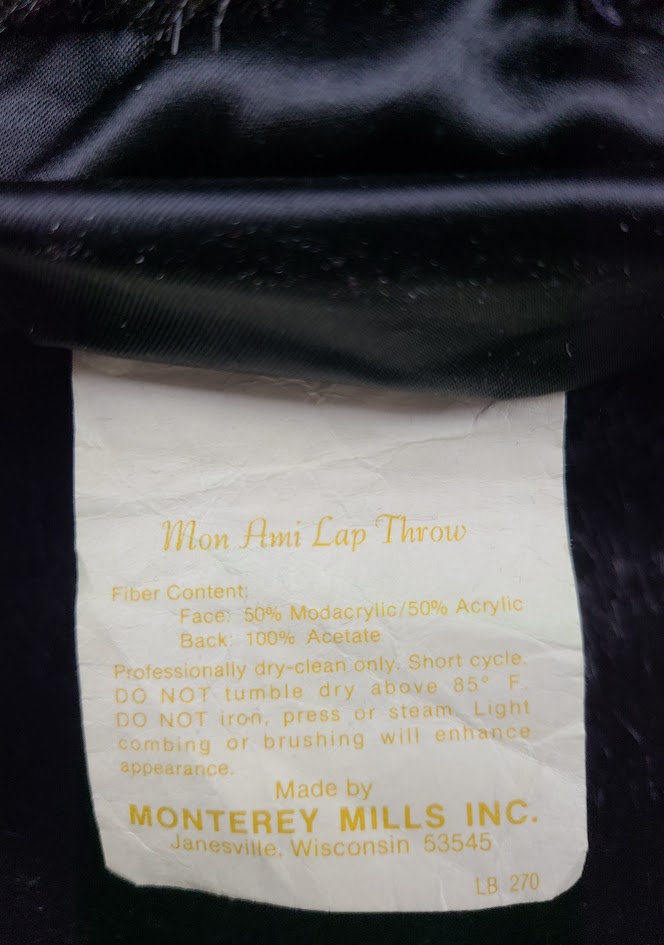 Mon Ami Lap Throw
Fiber Content:
Face: 50% Modacrylic/50% Acrylic
Back: 100% Acetate
Professionally dry-clean only. Short cycle.
DO NOT tumble dry above 85° F.
DO NOT iron, press or steam. Light
combing or brushing will enhance
appearance.
Made by
MONTEREY MILLS INC.
Janesville, Wisconsin 53545
LB 270